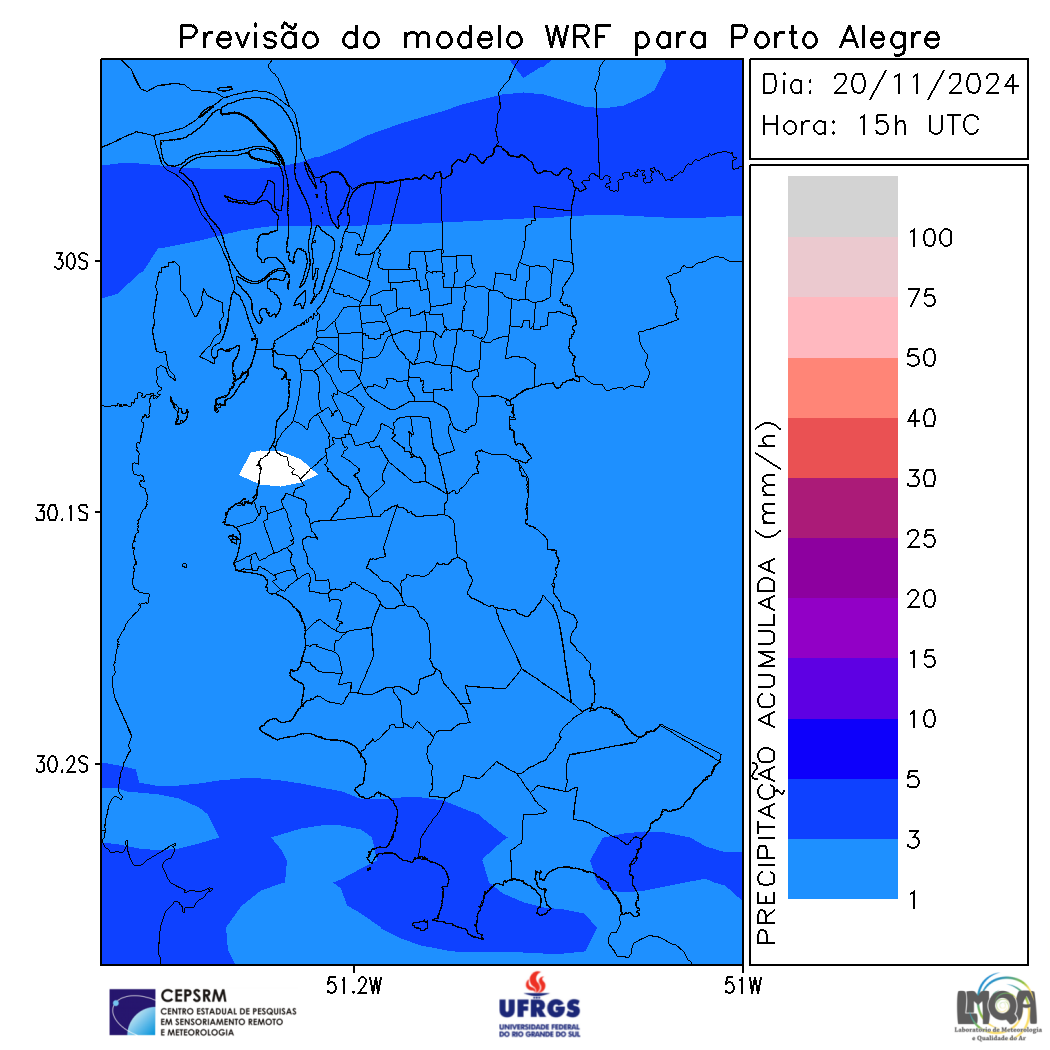 Previsão do modelo WRF para Porto Alegre
Dia: 20/11/2024
Hora: 15h UTC
100
75
50
40
30
25
20
15
10
5
3
1
PRECIPITAÇÃO ACUMULADA (mm/h)
30S
30.1S
30.2S
51.2W
51W
CEPSRM
CENTRO ESTADUAL DE PESQUISAS
EM SENSORIAMENTO REMOTO
E METEOROLOGIA
UFRGS
UNIVERSIDADE FEDERAL
DO RIO GRANDE DO SUL
LMQA
Laboratório de Meteorologia
e Qualidade do Ar